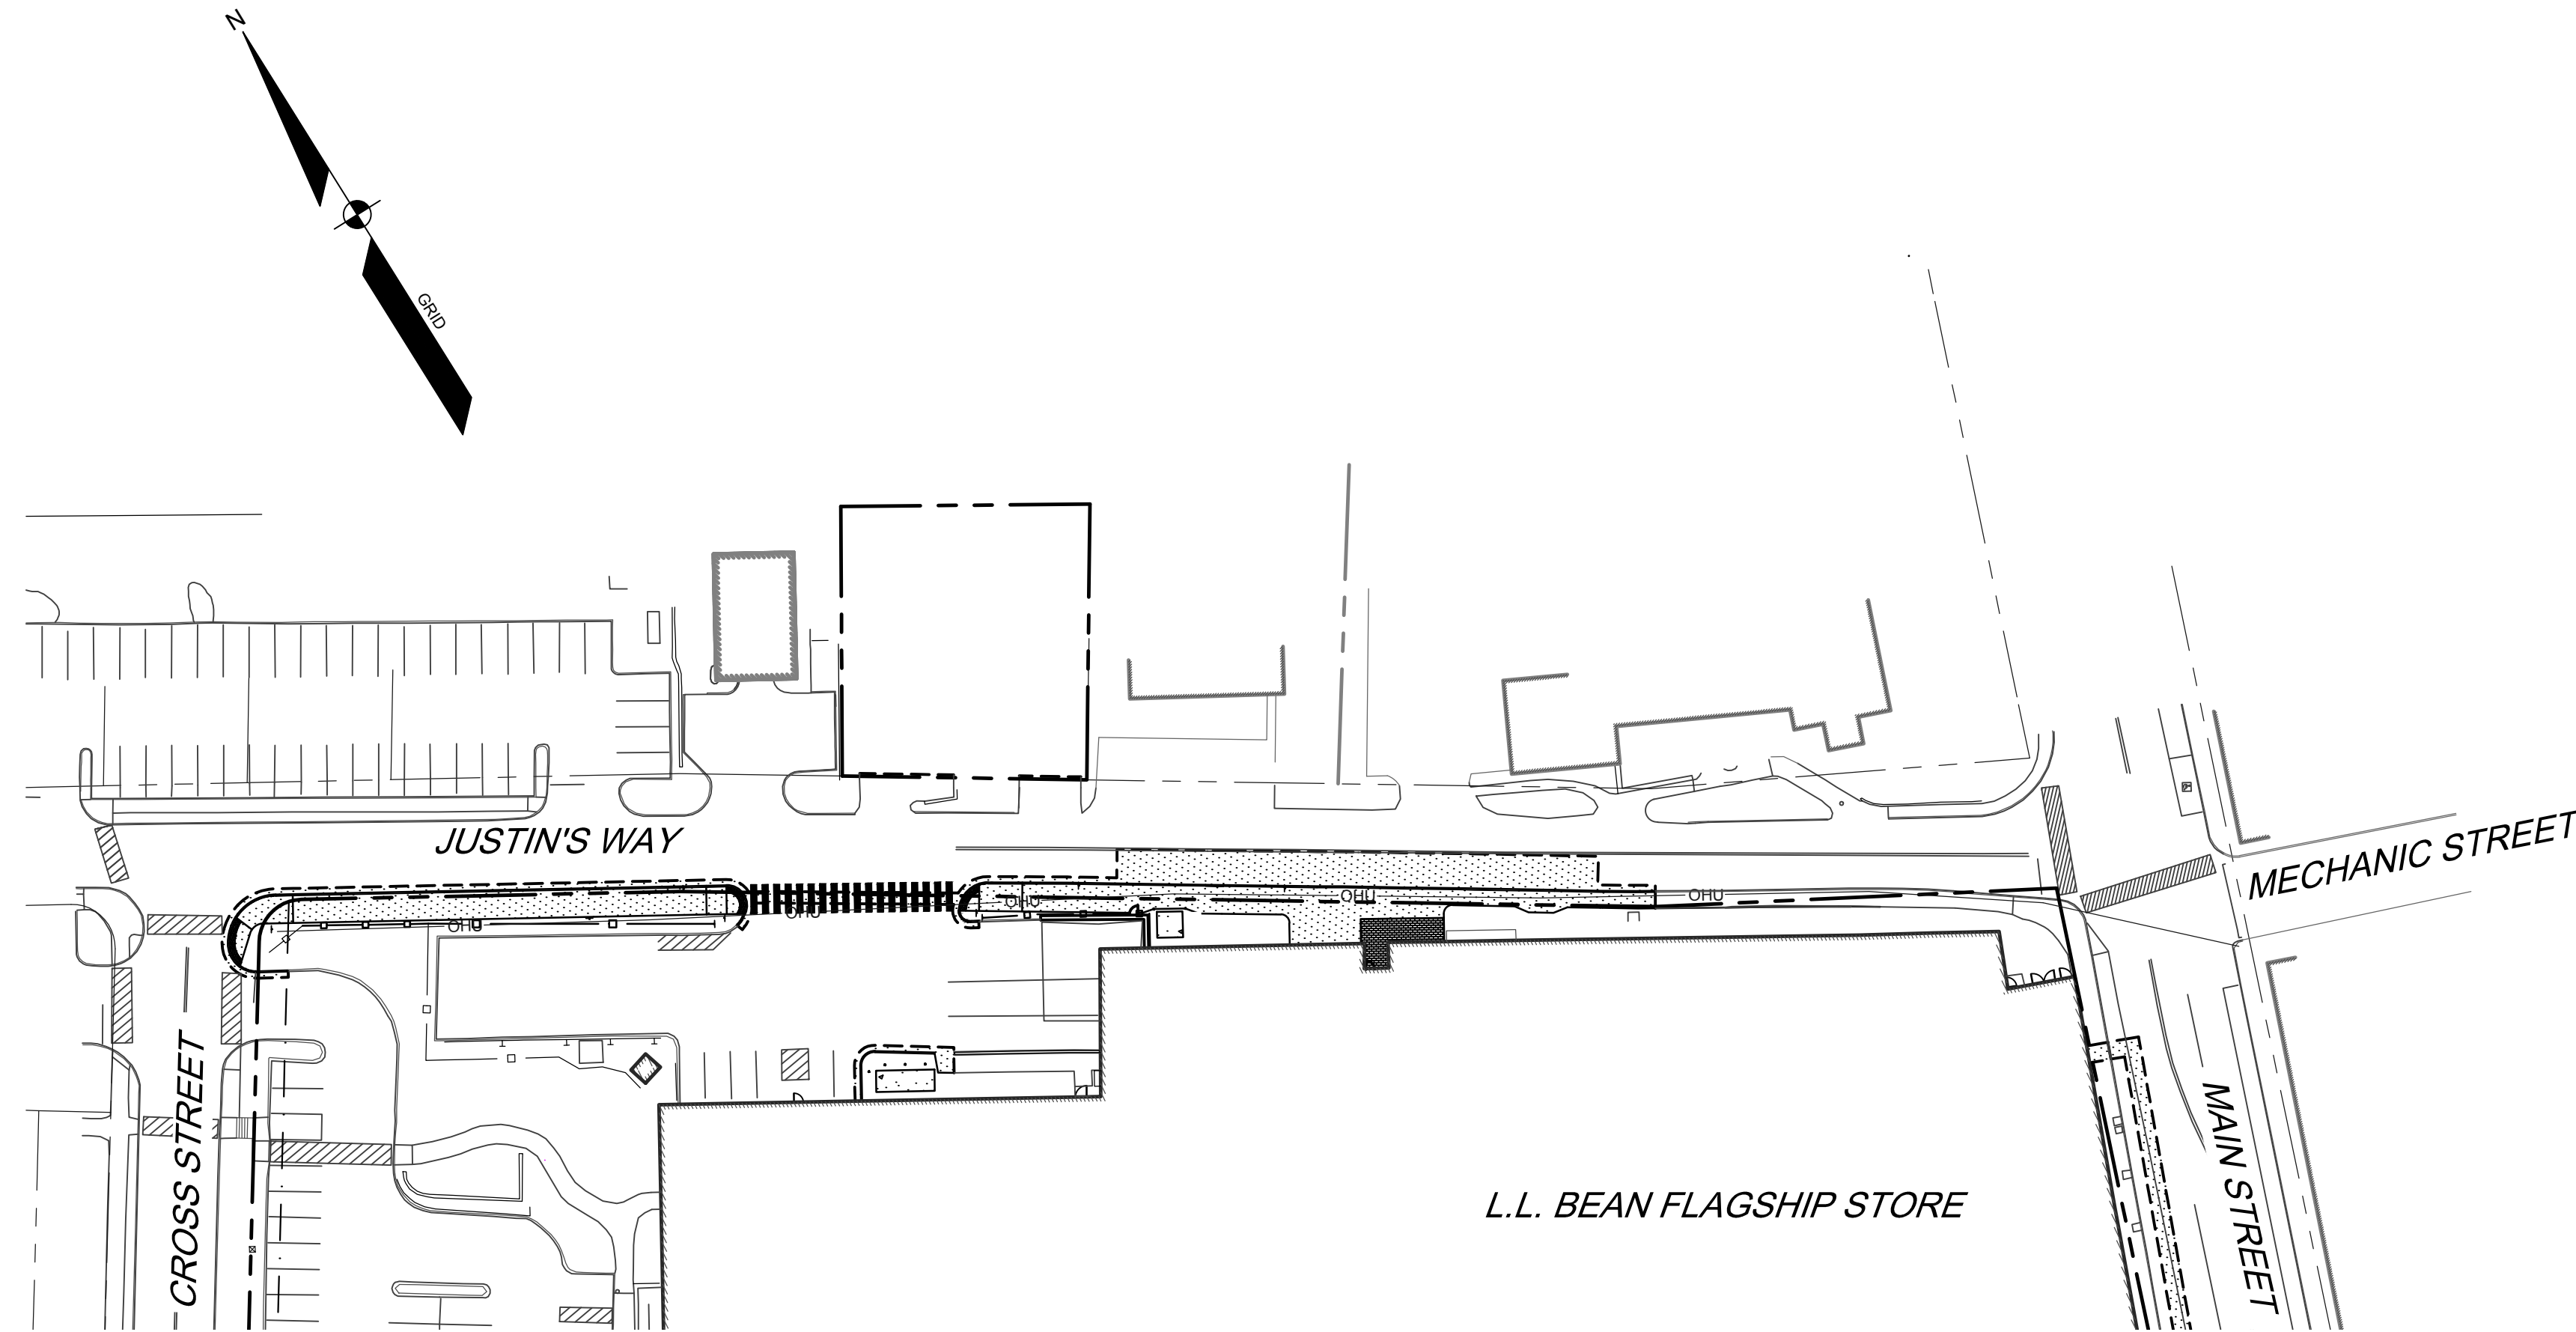 N
GRID
JUSTIN'S WAY
MECHANIC STREET
OHU
OHU
OHU
OHU
OHU
CROSS STREET
MAIN STREET
L.L. BEAN FLAGSHIP STORE